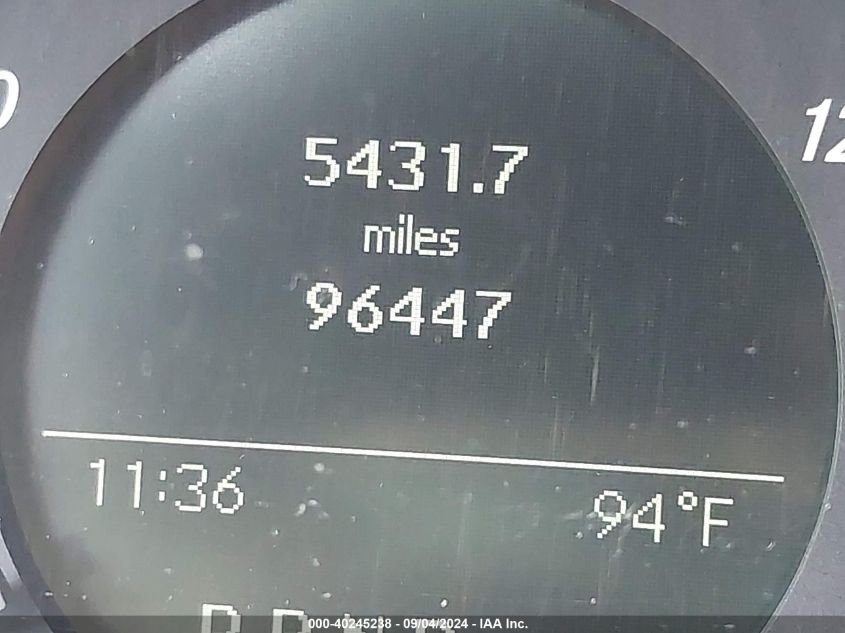 5431.7
miles
96447
11:36 94°F
000-40245238 - 09/04/2024 - IAA Inc.